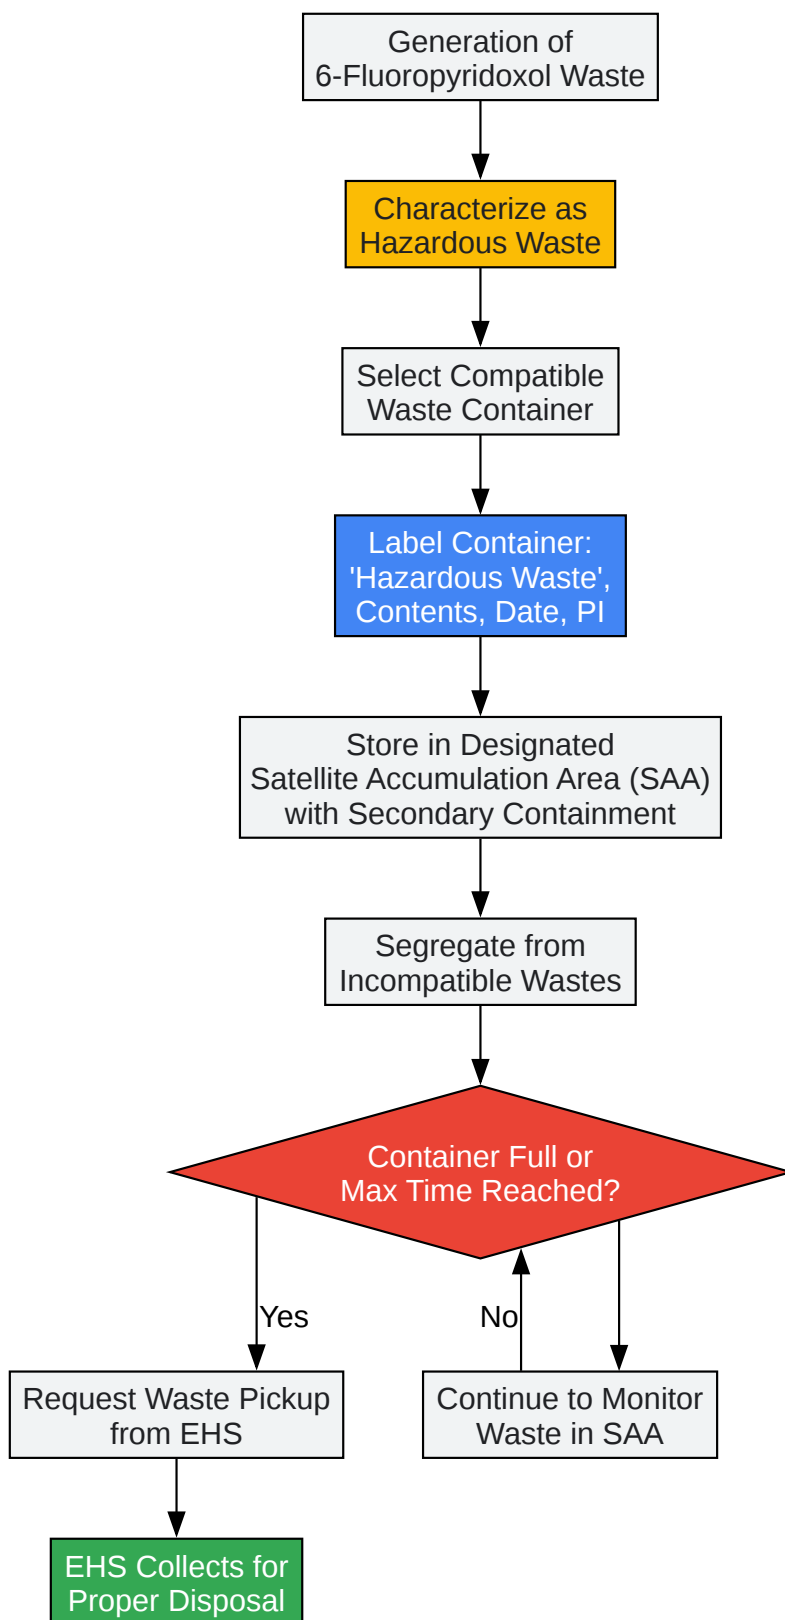 Generation of
6-Fluoropyridoxol Waste
Characterize as
Hazardous Waste
Select Compatible
Waste Container
Label Container:
'Hazardous Waste',
Contents, Date, PI
Store in Designated
Satellite Accumulation Area (SAA)
with Secondary Containment
Segregate from
Incompatible Wastes
Container Full or
Max Time Reached?
Yes
No
Request Waste Pickup
from EHS
Continue to Monitor
Waste in SAA
EHS Collects for
Proper Disposal